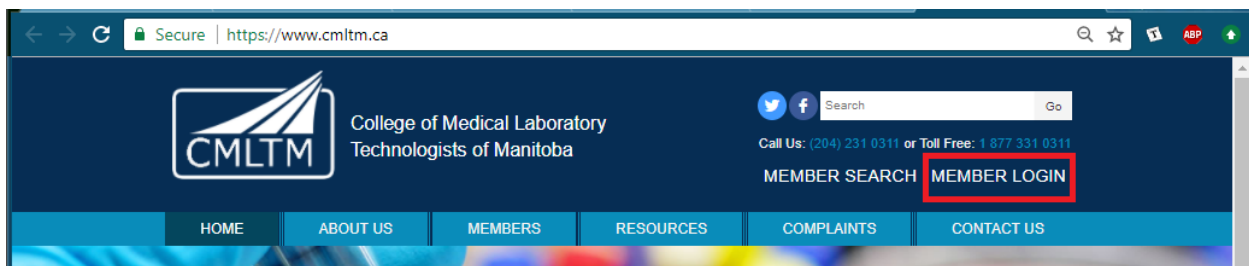 Secure | https://www.cmltm.ca
ABP
CMLTM
College of Medical Laboratory
Technologists of Manitoba
Search Go
Call Us: (204) 231 0311 or Toll Free: 1 877 331 0311
MEMBER SEARCH MEMBER LOGIN
HOME ABOUT US MEMBERS RESOURCES COMPLAINTS CONTACT US